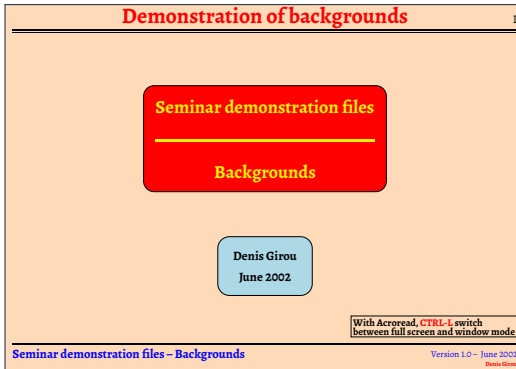 Demonstration of backgrounds
1
Seminar demonstration files
Backgrounds
Denis Girou
June 2002
With Acroread, CTRL-L switch
between full screen and window mode
Seminar demonstration files – Backgrounds
Version 1.0 – June 2002
Denis Girou